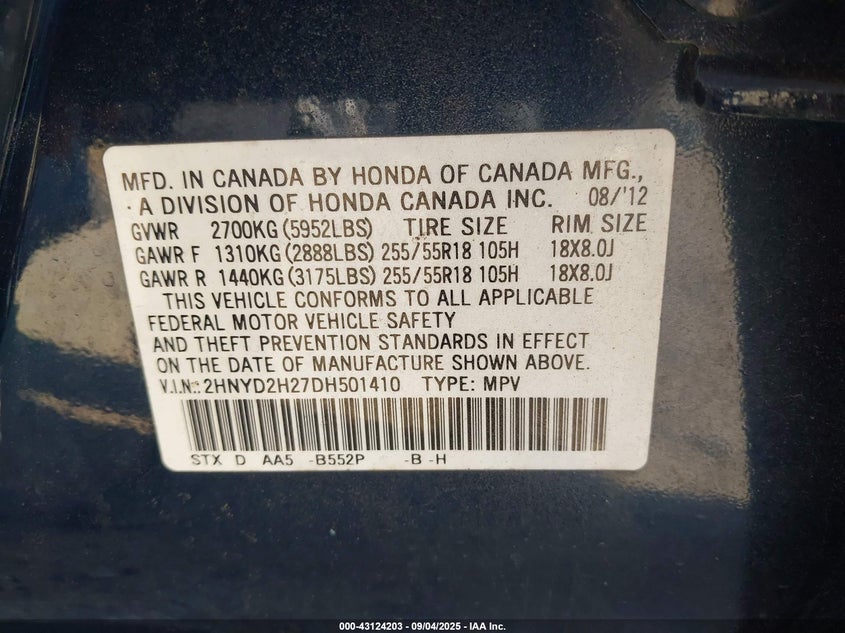 MFD. IN CANADA BY HONDA OF CANADA MFG.,
A DIVISION OF HONDA CANADA INC. 08/'12
GVWR 2700KG (5952LBS) TIRE SIZE RIM SIZE
GAWR F 1310KG (2888LBS) 255/55R18 105H 18X8.0J
GAWR R 1440KG (3175LBS) 255/55R18 105H 18X8.0J
THIS VEHICLE CONFORMS TO ALL APPLICABLE
FEDERAL MOTOR VEHICLE SAFETY
AND THEFT PREVENTION STANDARDS IN EFFECT
ON THE DATE OF MANUFACTURE SHOWN ABOVE.
V.I.N.: 2HNYD2H27DH501410 TYPE: MPV
STX D AA5 -B552P -B -H
000-43124203 - 09/04/2025 - IAA Inc.